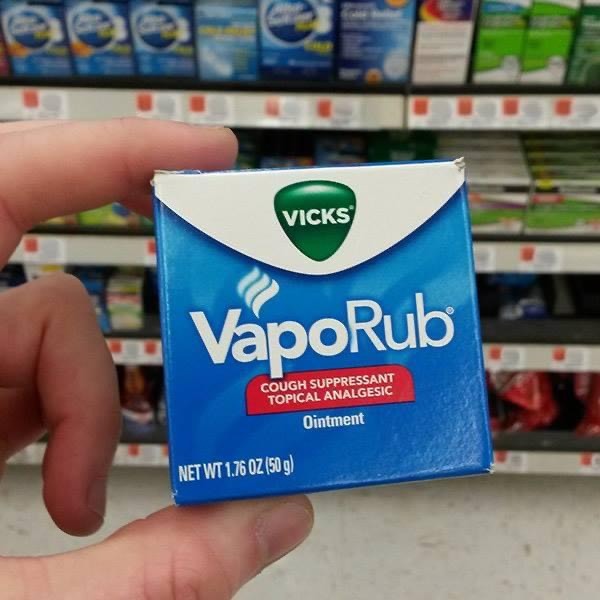 VICKS®
VapoRub®
COUGH SUPPRESSANT
TOPICAL ANALGESIC
Ointment
NET WT 1.76 OZ (50 g)